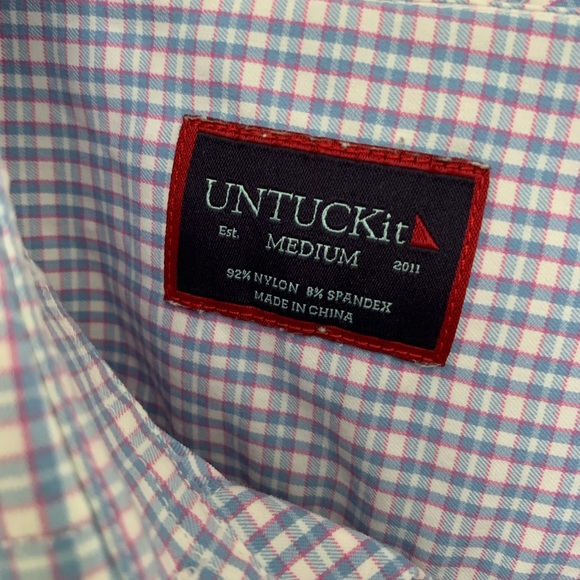 UNTUCKit
Est. MEDIUM 2011
92% NYLON 8% SPANDEX
MADE IN CHINA